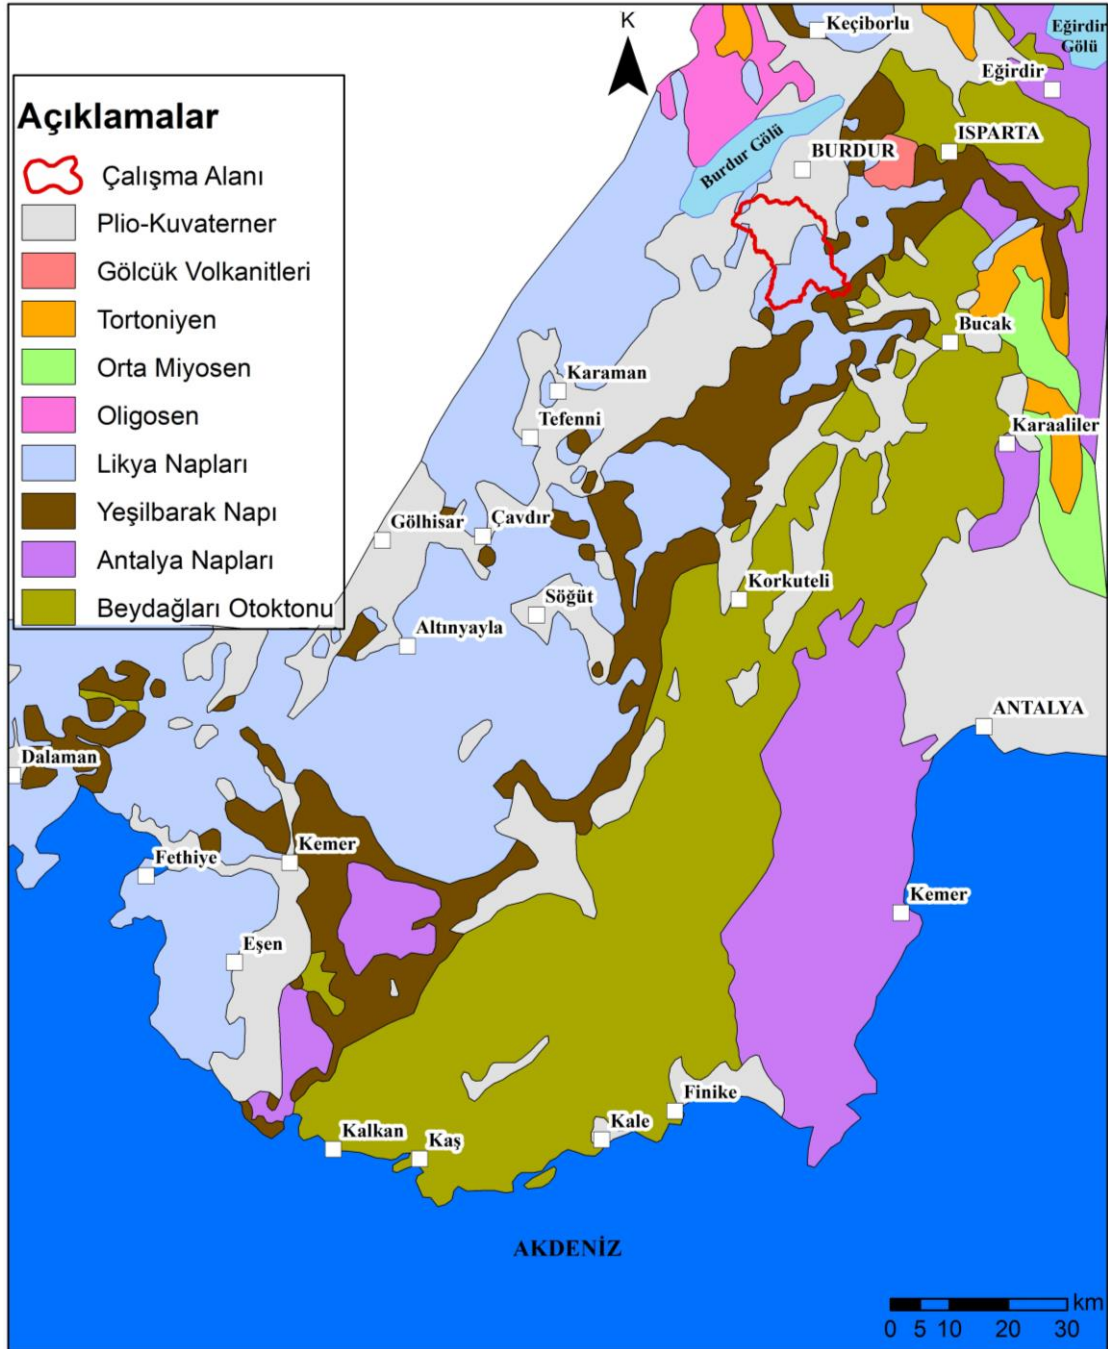 K
Keçiborlu
Eğirdir
Gölü
Eğirdir
Açıklamalar
Çalışma Alanı
Plio-Kuvaterner
Gölcük Volkanitleri
Tortoniyen
Orta Miyosen
Oligosen
Likya Napları
Yeşilbarak Napı
Antalya Napları
Beydağları Otoktonu
ISPARTA
Burdur Gölü
BURDUR
Bucak
Karaman
Tefenni
Karaaliler
Gölhisar
Çavdır
Korkuteli
Söğüt
Altınyayla
ANTALYA
Dalaman
Kemer
Fethiye
Kemer
Eşen
Finike
Kale
Kalkan
Kaş
AKDENİZ
km
0 5 10 20 30